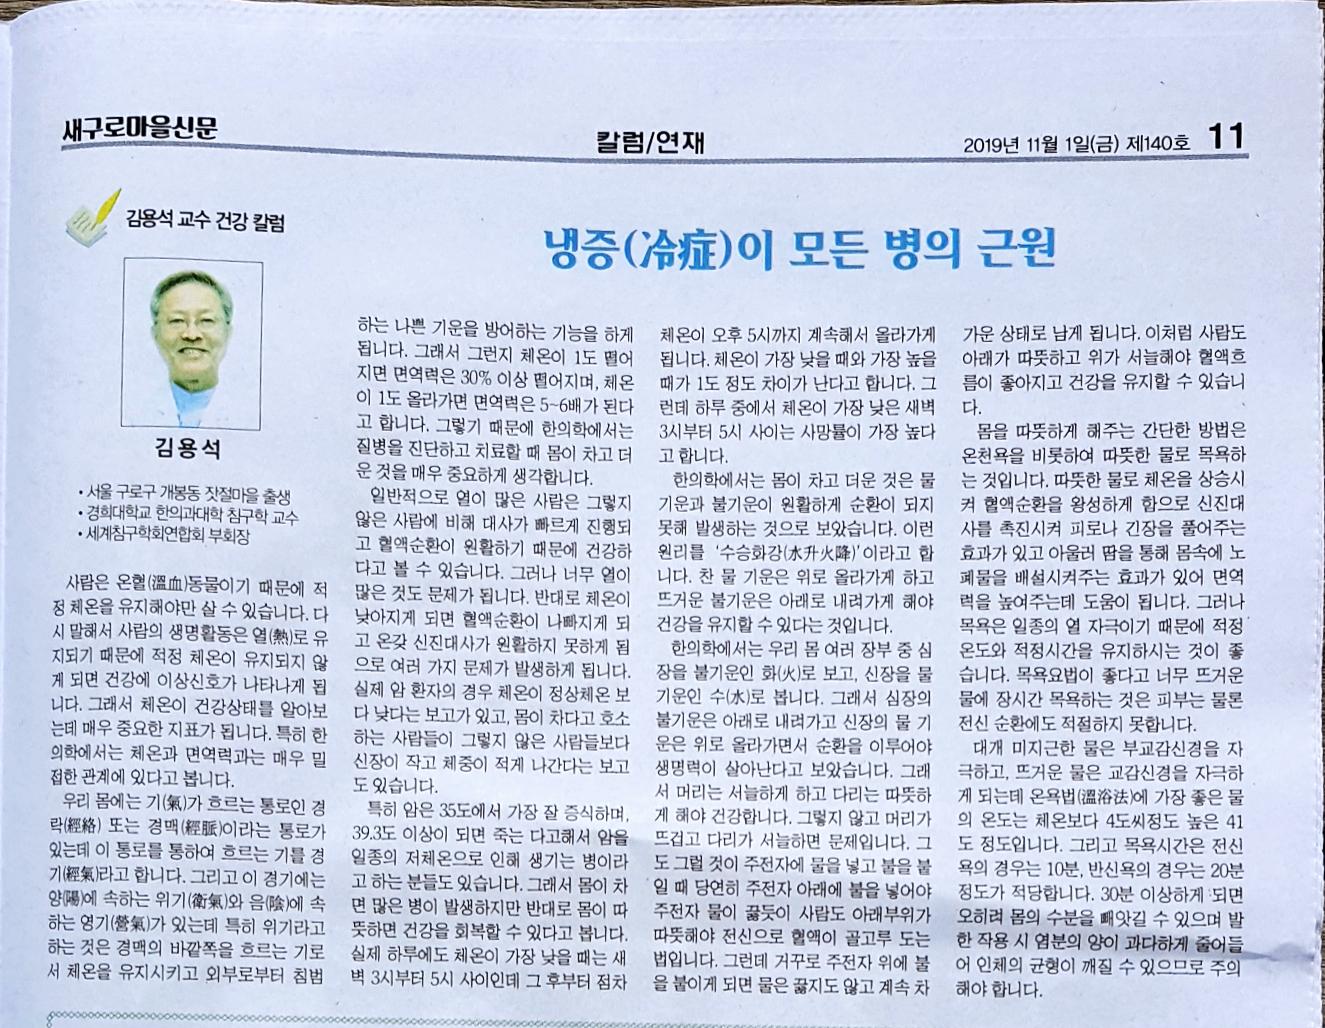 새구로마을신문
칼럼/연재
2019년 11월 1일(금) 제140호 11
김용석 교수 건강 칼럼
냉증(冷症)이 모든 병의 근원
김용석
• 서울 구로구 개봉동 잣절마을 출생
• 경희대학교 한의과대학 침구학 교수
• 세계침구학회연합회 부회장
사람은 온혈(溫血)동물이기 때문에 적
정 체온을 유지해야만 살 수 있습니다. 다
시 말해서 사람의 생명활동은 열(熱)로 유
지되기 때문에 적정 체온이 유지되지 않
게 되면 건강에 이상신호가 나타나게 됩
니다. 그래서 체온이 건강상태를 알아보
는데 매우 중요한 지표가 됩니다. 특히 한
의학에서는 체온과 면역력과는 매우 밀
접한 관계에 있다고 봅니다.
우리 몸에는 기(氣)가 흐르는 통로인 경
락(經絡) 또는 경맥(經脈)이라는 통로가
있는데 이 통로를 통하여 흐르는 기를 경
기(經氣)라고 합니다. 그리고 이 경기에는
양(陽)에 속하는 위기(衛氣)와 음(陰)에 속
하는 영기(營氣)가 있는데 특히 위기라고
하는 것은 경맥의 바깥쪽을 흐르는 기로
서 체온을 유지시키고 외부로부터 침범
하는 나쁜 기운을 방어하는 기능을 하게
됩니다. 그래서 그런지 체온이 1도 떨어
지면 면역력은 30% 이상 떨어지며, 체온
이 1도 올라가면 면역력은 5~6배가 된다
고 합니다. 그렇기 때문에 한의학에서는
질병을 진단하고 치료할 때 몸이 차고 더
운 것을 매우 중요하게 생각합니다.
일반적으로 열이 많은 사람은 그렇지
않은 사람에 비해 대사가 빠르게 진행되
고 혈액순환이 원활하기 때문에 건강하
다고 볼 수 있습니다. 그러나 너무 열이
많은 것도 문제가 됩니다. 반대로 체온이
낮아지게 되면 혈액순환이 나빠지게 되
고 온갖 신진대사가 원활하지 못하게 됨
으로 여러 가지 문제가 발생하게 됩니다.
실제 암 환자의 경우 체온이 정상체온 보
다 낮다는 보고가 있고, 몸이 차다고 호소
하는 사람들이 그렇지 않은 사람들보다
신장이 작고 체중이 적게 나간다는 보고
도 있습니다.
특히 암은 35도에서 가장 잘 증식하며,
39.3도 이상이 되면 죽는 다고해서 암을
일종의 저체온으로 인해 생기는 병이라
고 하는 분들도 있습니다. 그래서 몸이 차
면 많은 병이 발생하지만 반대로 몸이 따
뜻하면 건강을 회복할 수 있다고 봅니다.
실제 하루에도 체온이 가장 낮을 때는 새
벽 3시부터 5시 사이인데 그 후부터 점차
체온이 오후 5시까지 계속해서 올라가게
됩니다. 체온이 가장 낮을 때와 가장 높을
때가 1도 정도 차이가 난다고 합니다. 그
런데 하루 중에서 체온이 가장 낮은 새벽
3시부터 5시 사이는 사망률이 가장 높다
고 합니다.
한의학에서는 몸이 차고 더운 것은 물
기운과 불기운이 원활하게 순환이 되지
못해 발생하는 것으로 보았습니다. 이런
원리를 ‘수승화강(水升火降)’이라고 합
니다. 찬 물 기운은 위로 올라가게 하고
뜨거운 불기운은 아래로 내려가게 해야
건강을 유지할 수 있다는 것입니다.
한의학에서는 우리 몸 여러 장부 중 심
장을 불기운인 화(火)로 보고, 신장을 물
기운인 수(水)로 봅니다. 그래서 심장의
불기운은 아래로 내려가고 신장의 물 기
운은 위로 올라가면서 순환을 이루어야
생명력이 살아난다고 보았습니다. 그래
서 머리는 서늘하게 하고 다리는 따뜻하
게 해야 건강합니다. 그렇지 않고 머리가
뜨겁고 다리가 서늘하면 문제입니다. 그
도 그럴 것이 주전자에 물을 넣고 불을 붙
일 때 당연히 주전자 아래에 불을 넣어야
주전자 물이 끓듯이 사람도 아래부위가
따뜻해야 전신으로 혈액이 골고루 도는
법입니다. 그런데 거꾸로 주전자 위에 불
을 붙이게 되면 물은 끓지도 않고 계속 차
가운 상태로 남게 됩니다. 이처럼 사람도
아래가 따뜻하고 위가 서늘해야 혈액흐
름이 좋아지고 건강을 유지할 수 있습니
다.
몸을 따뜻하게 해주는 간단한 방법은
온천욕을 비롯하여 따뜻한 물로 목욕하
는 것입니다. 따뜻한 물로 체온을 상승시
켜 혈액순환을 왕성하게 함으로 신진대
사를 촉진시켜 피로나 긴장을 풀어주는
효과가 있고 아울러 땀을 통해 몸속에 노
폐물을 배설시켜주는 효과가 있어 면역
력을 높여주는데 도움이 됩니다. 그러나
목욕은 일종의 열 자극이기 때문에 적정
온도와 적정시간을 유지하시는 것이 좋
습니다. 목욕요법이 좋다고 너무 뜨거운
물에 장시간 목욕하는 것은 피부는 물론
전신 순환에도 적절하지 못합니다.
대개 미지근한 물은 부교감신경을 자
극하고, 뜨거운 물은 교감신경을 자극하
게 되는데 온욕법(溫浴法)에 가장 좋은 물
의 온도는 체온보다 4도씨정도 높은 41
도 정도입니다. 그리고 목욕시간은 전신
욕의 경우는 10분, 반신욕의 경우는 20분
정도가 적당합니다. 30분 이상하게 되면
오히려 몸의 수분을 빼앗길 수 있으며 발
한 작용 시 염분의 양이 과다하게 줄어들
어 인체의 균형이 깨질 수 있으므로 주의
해야 합니다.